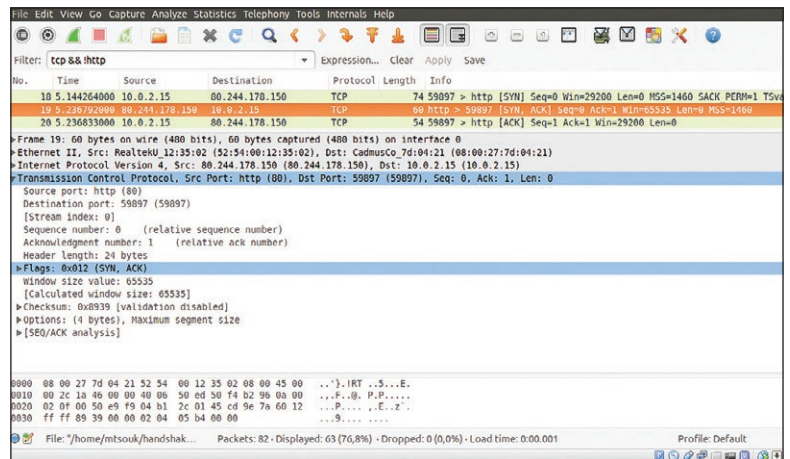 File Edit View Go Capture Analyze Statistics Telephony Tools Internals Help
Filter: tcp && !http Expression... Clear Apply Save
No. Time Source Destination Protocol Length Info
18 5.144264000 10.0.2.15 80.244.178.150 TCP 74 59897 > http [SYN] Seq=0 Win=29200 Len=0 MSS=1460 SACK PERM=1 TSva
19 5.236792000 80.244.178.150 10.0.2.15 TCP 60 http > 59897 [SYN, ACK] Seq=0 Ack=1 Win=65535 Len=0 MSS=1460
20 5.236833000 10.0.2.15 80.244.178.150 TCP 54 59897 > http [ACK] Seq=1 Ack=1 Win=29200 Len=0
Frame 19: 60 bytes on wire (480 bits), 60 bytes captured (480 bits) on interface 0
Ethernet II, Src: RealtekU_12:35:02 (52:54:00:12:35:02), Dst: CadmusCo_7d:04:21 (08:00:27:7d:04:21)
Internet Protocol Version 4, Src: 80.244.178.150 (80.244.178.150), Dst: 10.0.2.15 (10.0.2.15)
Transmission Control Protocol, Src Port: http (80), Dst Port: 59897 (59897), Seq: 0, Ack: 1, Len: 0
Source port: http (80)
Destination port: 59897 (59897)
[Stream index: 0]
Sequence number: 0 (relative sequence number)
Acknowledgment number: 1 (relative ack number)
Header length: 24 bytes
Flags: 0x012 (SYN, ACK)
Window size value: 65535
[Calculated window size: 65535]
Checksum: 0x8939 [validation disabled]
Options: (4 bytes), Maximum segment size
[SEQ/ACK analysis]
0000 08 00 27 7d 04 21 52 54 00 12 35 02 08 00 45 00 ..'}.!RT ..5...E.
0010 00 2c 1a 46 00 00 40 06 50 ed 50 f4 b2 96 0a 00 .,.F..@. P.P.....
0020 02 0f 00 50 e9 f9 04 b1 2c 01 45 cd 9e 7a 60 12 ...P.... ,.E..z`.
0030 ff ff 89 39 00 00 02 04 05 b4 00 00 ...9.... ....
File: "/home/mtsouk/handshak... Packets: 82 · Displayed: 63 (76,8%) · Dropped: 0 (0,0%) · Load time: 0:00.001 Profile: Default